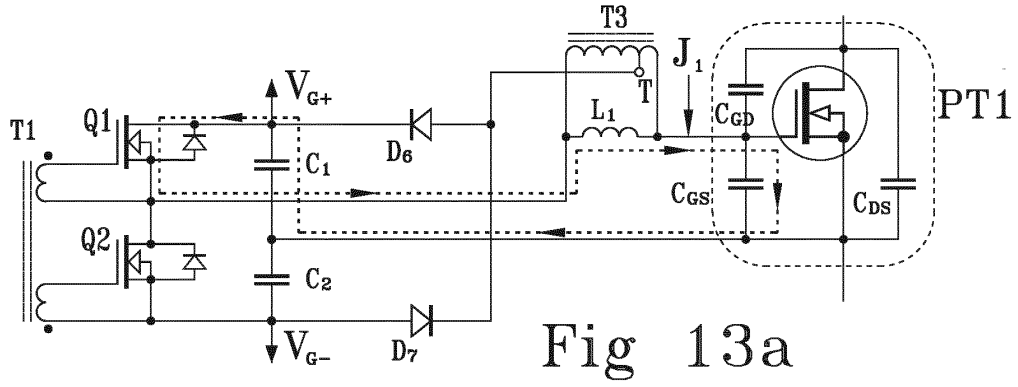 T3
J1
VG+
T
PT1
Q1
T1
L1
CGD
D6
C1
CGS
CDS
Q2
C2
D7
VG-
Fig 13a